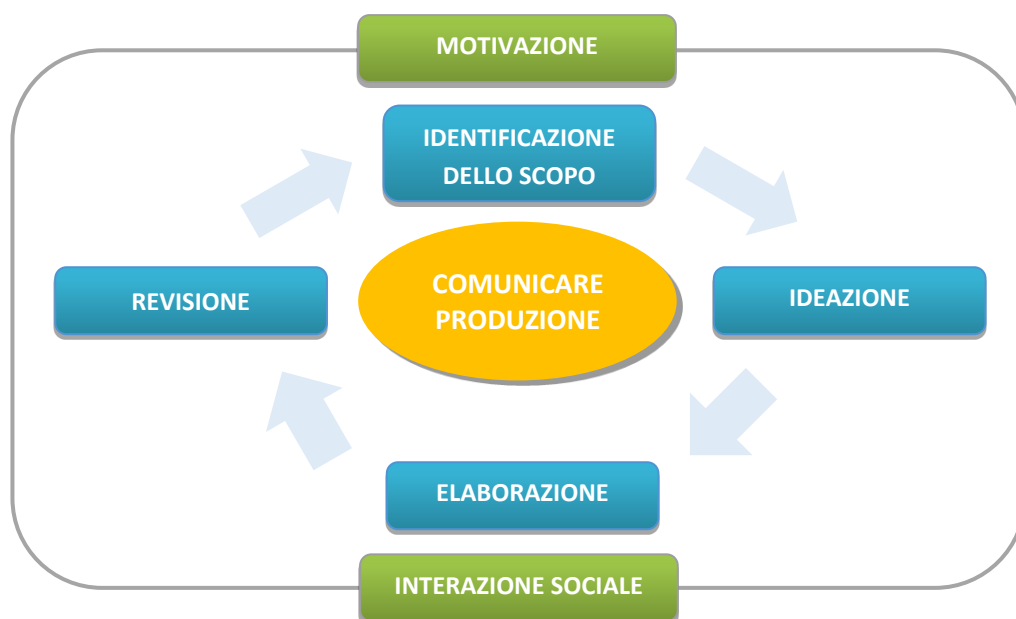 MOTIVAZIONE
IDENTIFICAZIONE
DELLO SCOPO
COMUNICARE
PRODUZIONE
REVISIONE
IDEAZIONE
ELABORAZIONE
INTERAZIONE SOCIALE